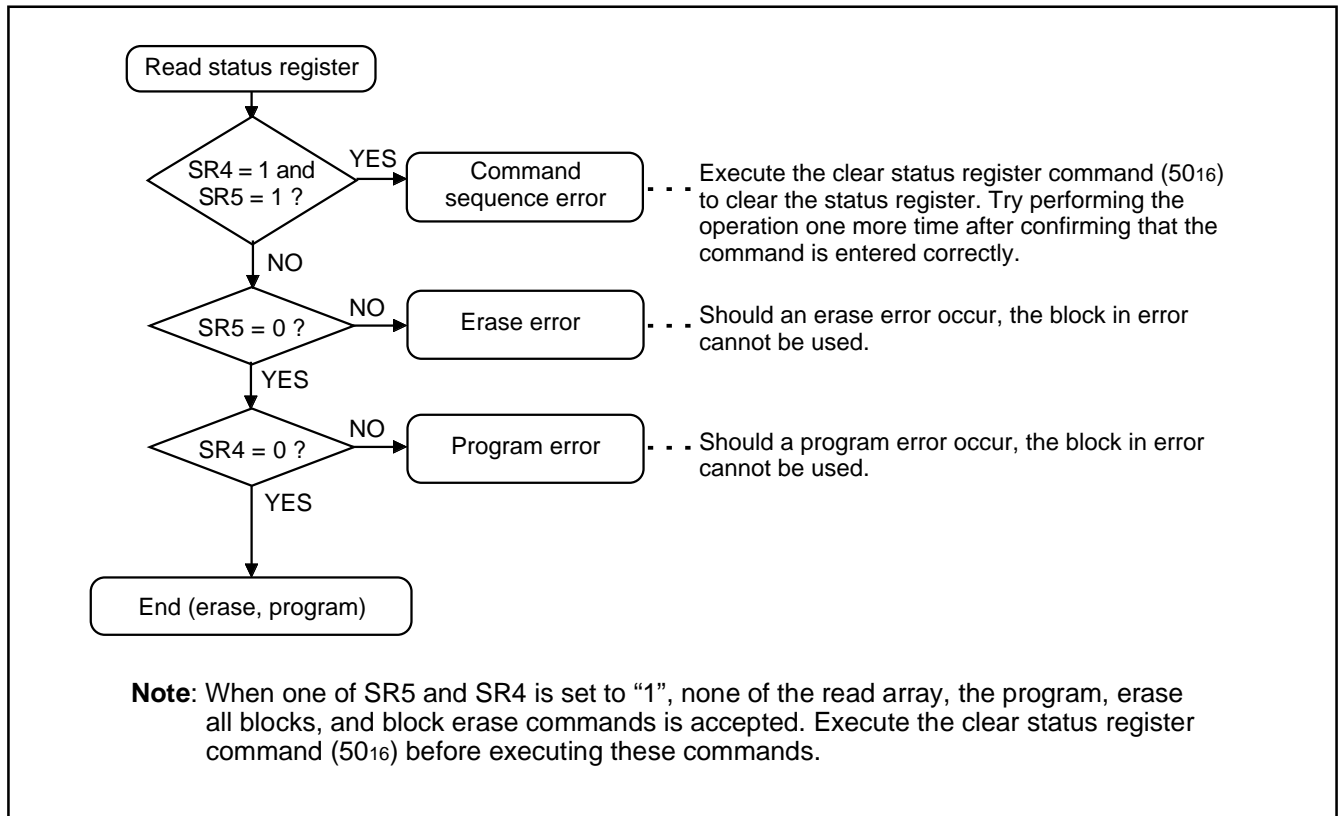 Read status register
SR4 = 1 and
SR5 = 1 ?
YES
Command
sequence error
Execute the clear status register command (5016)
to clear the status register. Try performing the
operation one more time after confirming that the
command is entered correctly.
NO
SR5 = 0 ?
NO
Erase error
Should an erase error occur, the block in error
cannot be used.
YES
SR4 = 0 ?
NO
Program error
Should a program error occur, the block in error
cannot be used.
YES
End (erase, program)
Note: When one of SR5 and SR4 is set to “1”, none of the read array, the program, erase
all blocks, and block erase commands is accepted. Execute the clear status register
command (5016) before executing these commands.